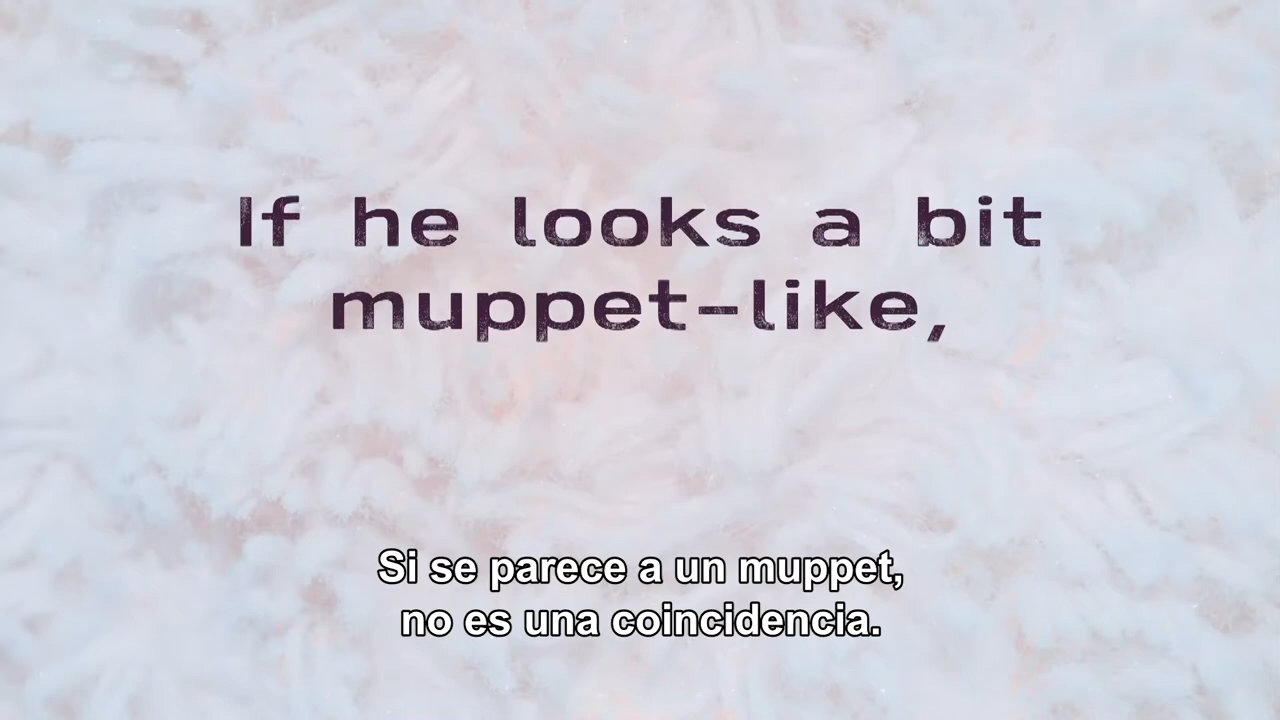 If he looks a bit
muppet-like,
Si se parece a un muppet,
no es una coincidencia.